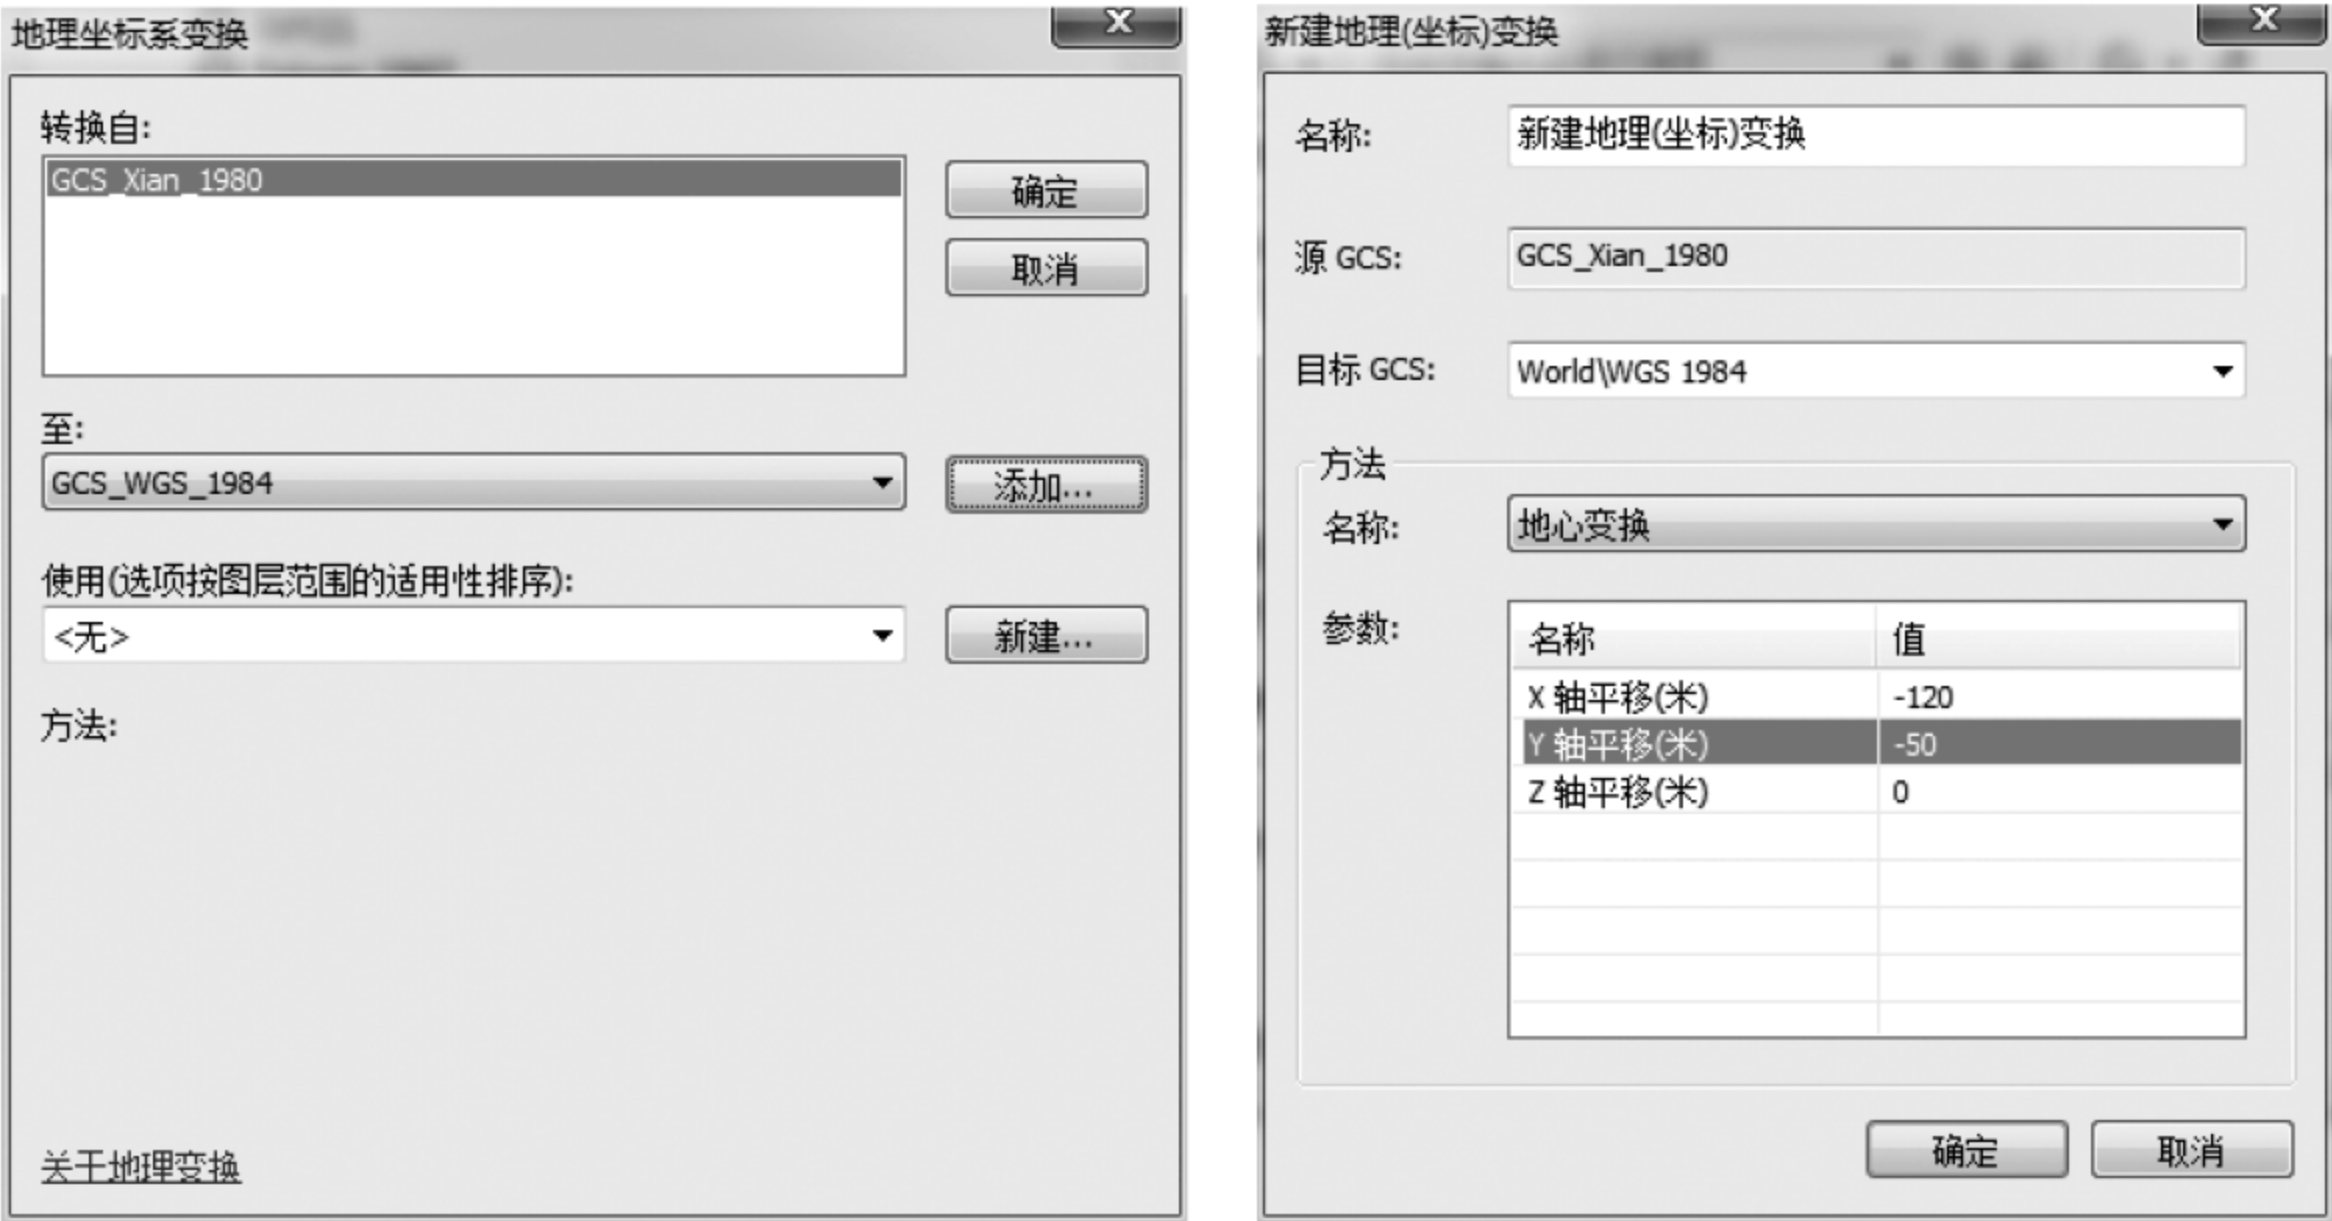 地理坐标系变换
转换自:
GCS_Xian_1980
确定
取消
至:
GCS_WGS_1984
添加...
使用(选项按图层范围的适用性排序):
<无>
新建...
方法:
关于地理变换
新建地理(坐标)变换
名称: 新建地理(坐标)变换
源 GCS: GCS_Xian_1980
目标 GCS: World\WGS 1984
方法
名称: 地心变换
参数:
名称 值
X 轴平移(米) -120
Y 轴平移(米) -50
Z 轴平移(米) 0
确定 取消